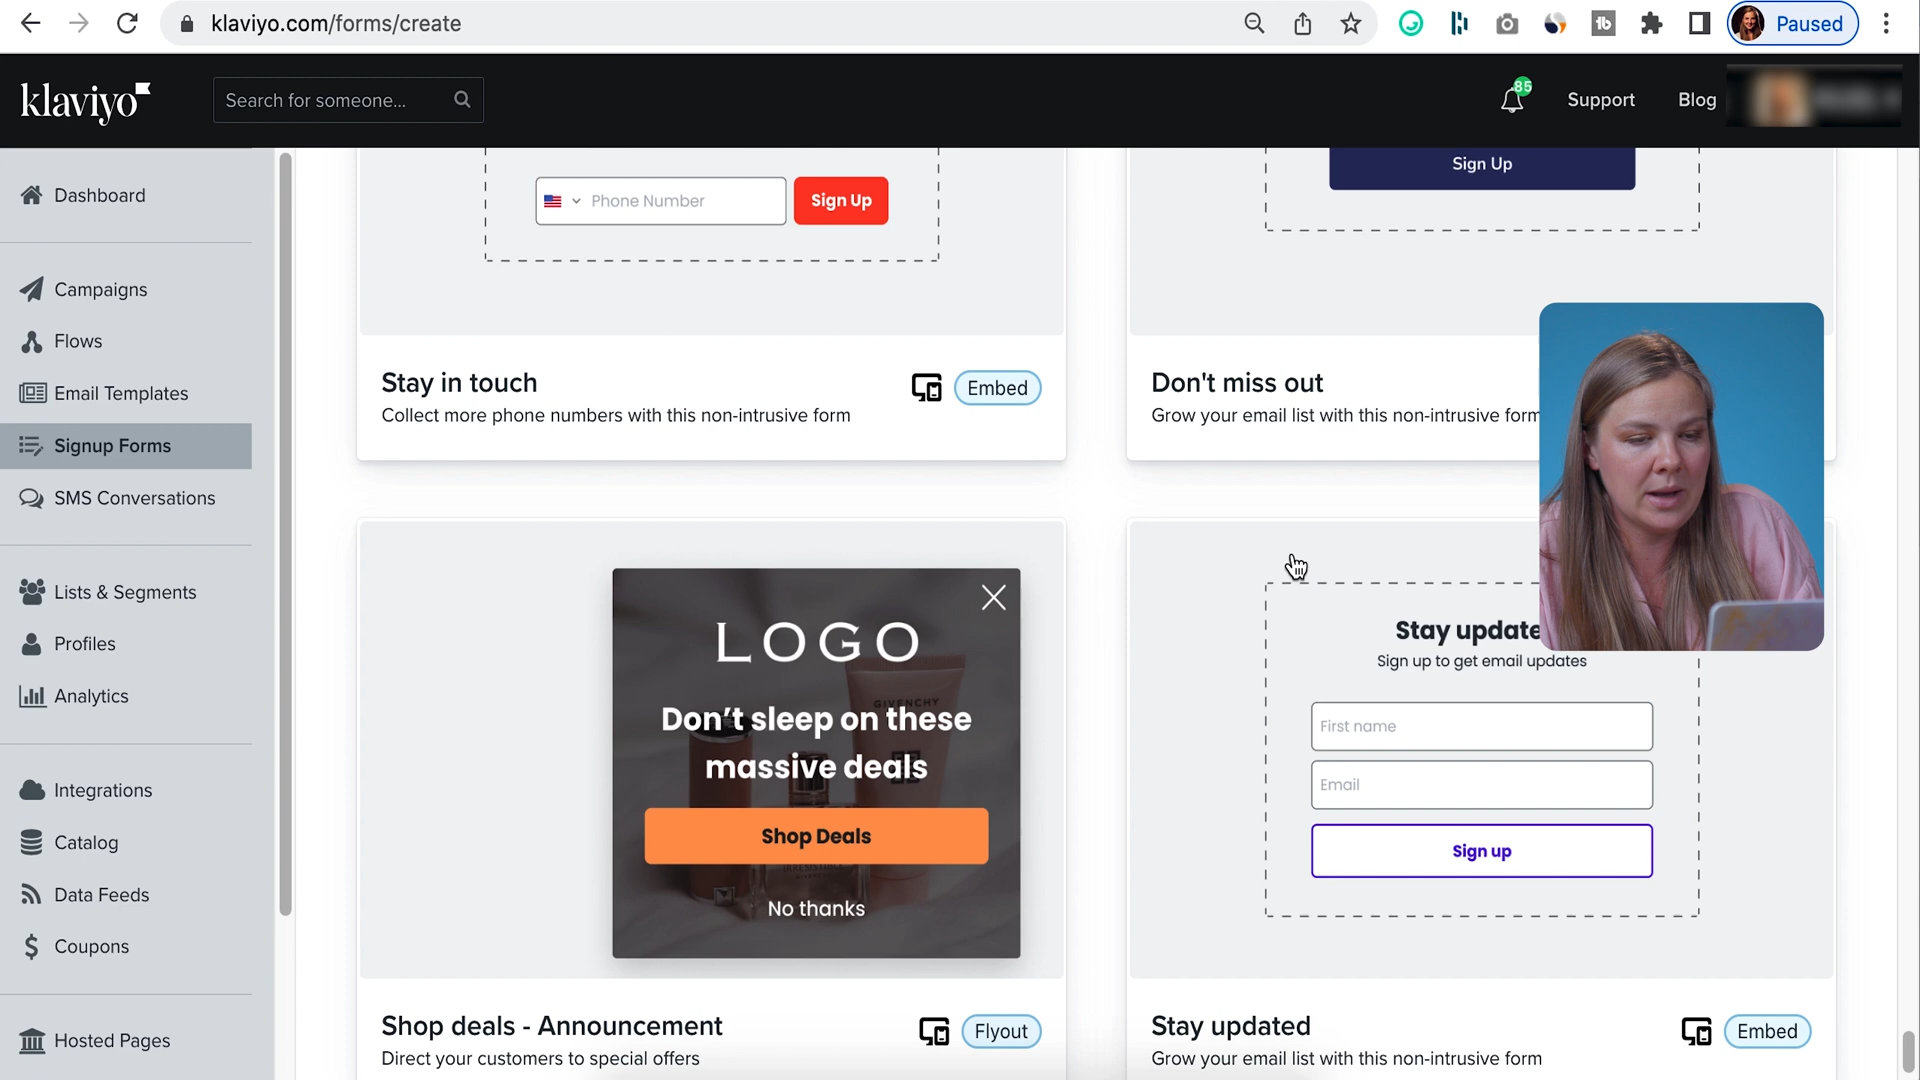 klaviyo.com/forms/create
Paused
klaviyo
Search for someone...
85
Support
Blog
Dashboard
Campaigns
Flows
Email Templates
Signup Forms
SMS Conversations
Lists & Segments
Profiles
Analytics
Integrations
Catalog
Data Feeds
Coupons
Hosted Pages
Phone Number
Sign Up
Stay in touch
Embed
Collect more phone numbers with this non-intrusive form
Sign Up
Don't miss out
Grow your email list with this non-intrusive form
LOGO
GIVENCHY
Don't sleep on these
massive deals
Shop Deals
No thanks
Shop deals - Announcement
Flyout
Direct your customers to special offers
Stay update
Sign up to get email updates
First name
Email
Sign up
Stay updated
Embed
Grow your email list with this non-intrusive form